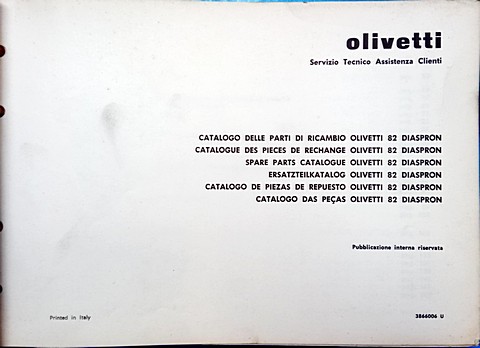 olivetti
Servizio Tecnico Assistenza Clienti
CATALOGO DELLE PARTI DI RICAMBIO OLIVETTI 82 DIASPRON
CATALOGUE DES PIECES DE RECHANGE OLIVETTI 82 DIASPRON
SPARE PARTS CATALOGUE OLIVETTI 82 DIASPRON
ERSATZTEILKATALOG OLIVETTI 82 DIASPRON
CATALOGO DE PIEZAS DE REPUESTO OLIVETTI 82 DIASPRON
CATALOGO DAS PEÇAS OLIVETTI 82 DIASPRON
Pubblicazione interna riservata
Printed in Italy
3866006 U